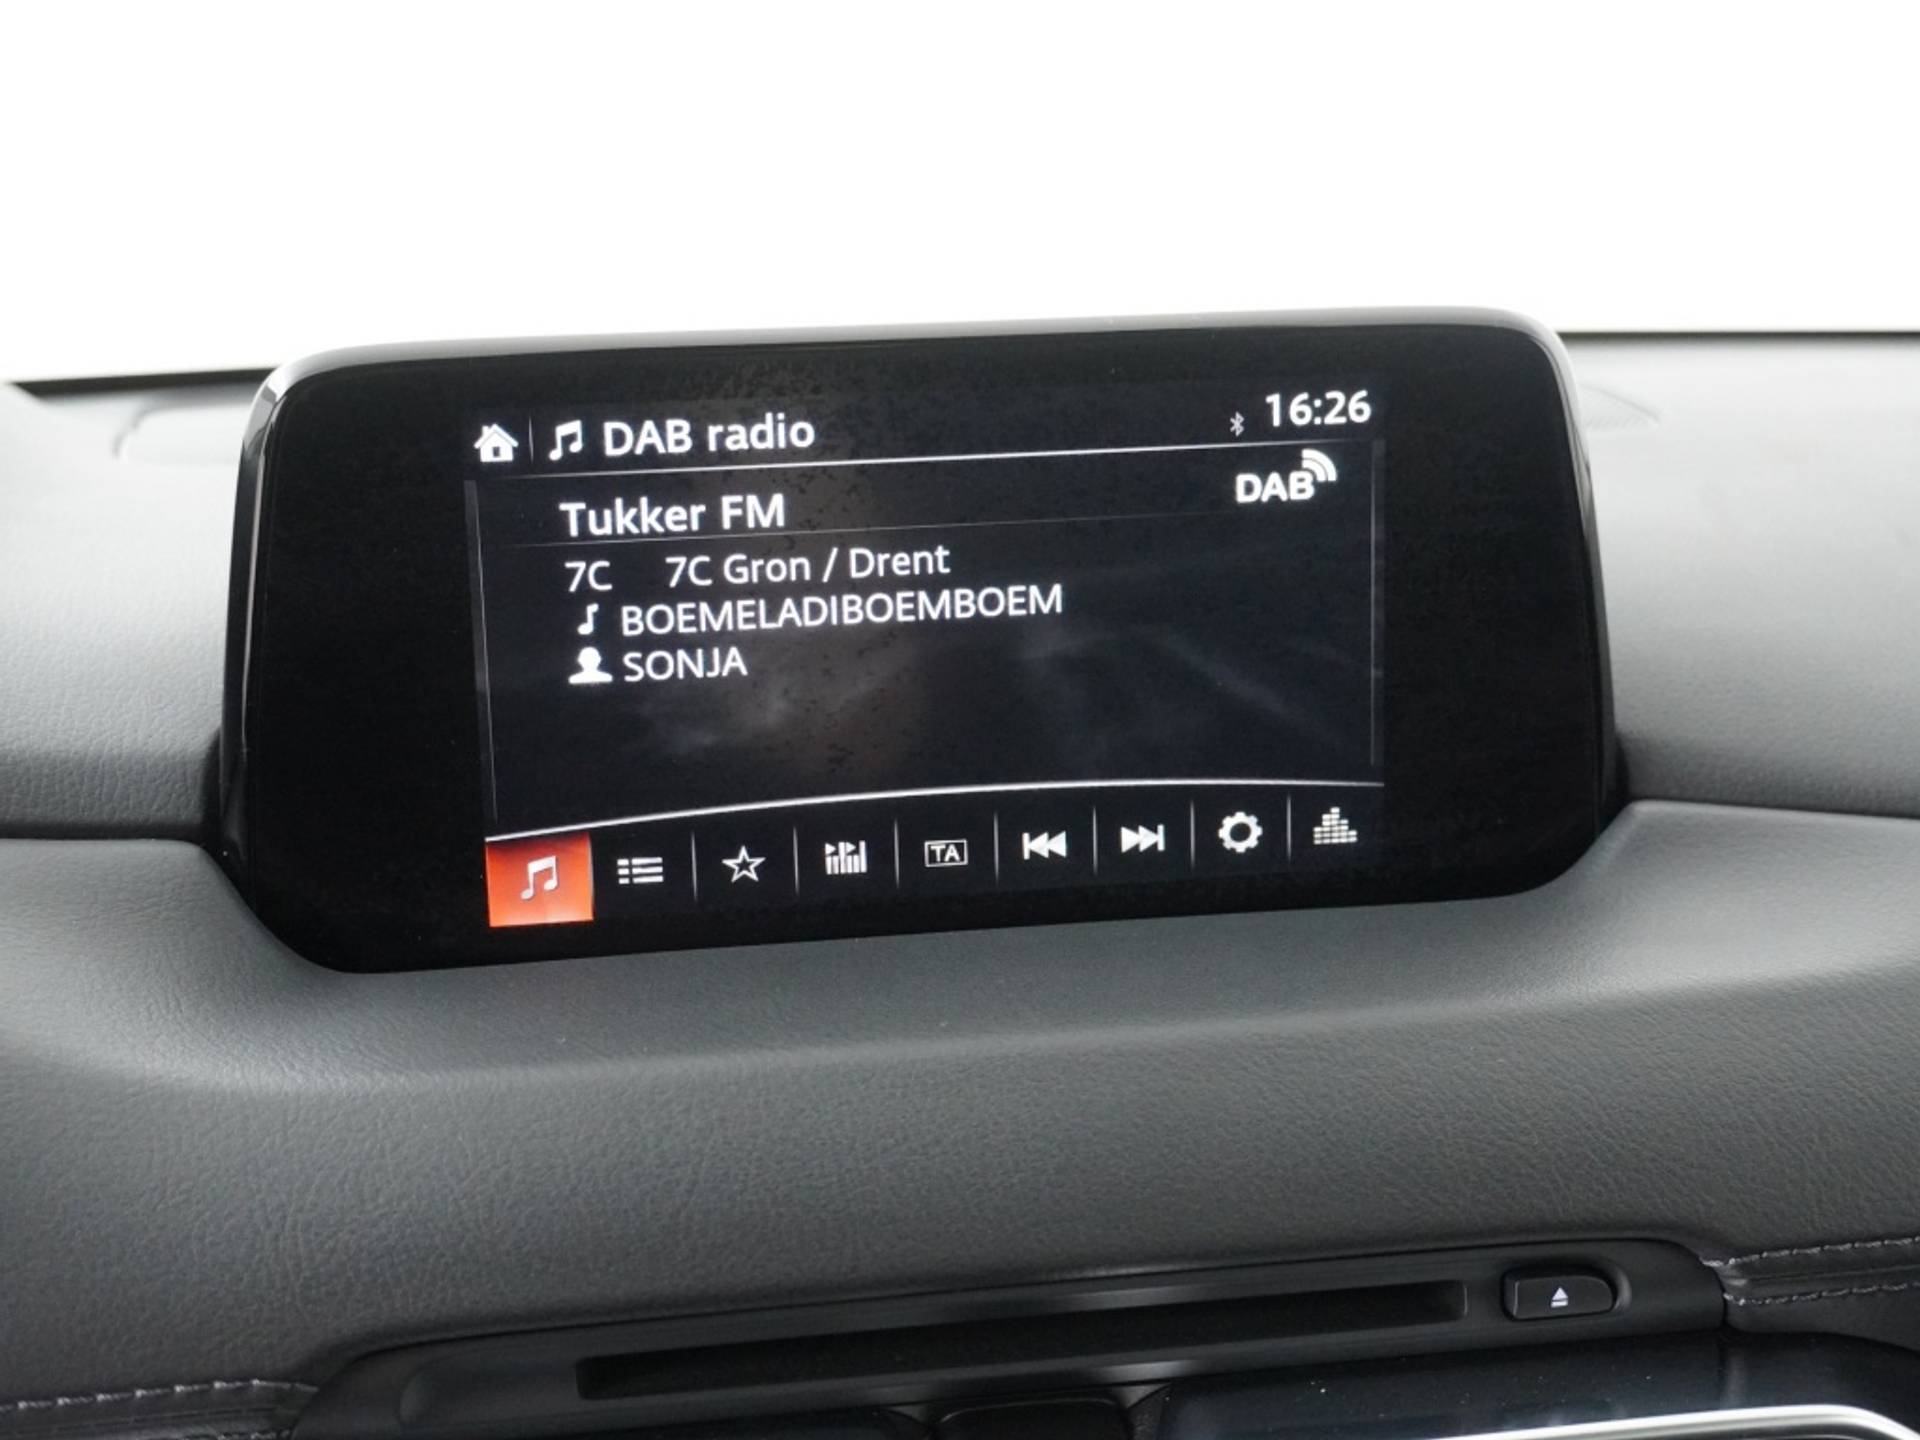 DAB radio 16:26
Tukker FM DAB
7C 7C Gron / Drent
BOEMELADIBOEMBOEM
SONJA
TA